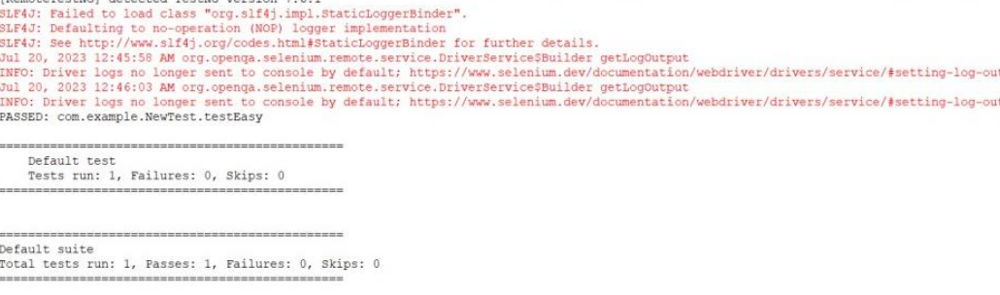 [RemoteTestNG] detected TestNG version
SLF4J: Failed to load class "org.slf4j.impl.StaticLoggerBinder".
SLF4J: Defaulting to no-operation (NOP) logger implementation
SLF4J: See http://www.slf4j.org/codes.html#StaticLoggerBinder for further details.
Jul 20, 2023 12:45:58 AM org.openqa.selenium.remote.service.DriverService$Builder getLogOutput
INFO: Driver logs no longer sent to console by default; https://www.selenium.dev/documentation/webdriver/drivers/service/#setting-log-out
Jul 20, 2023 12:46:03 AM org.openqa.selenium.remote.service.DriverService$Builder getLogOutput
INFO: Driver logs no longer sent to console by default; https://www.selenium.dev/documentation/webdriver/drivers/service/#setting-log-out
PASSED: com.example.NewTest.testEasy
===============================================
Default test
Tests run: 1, Failures: 0, Skips: 0
===============================================
===============================================
Default suite
Total tests run: 1, Passes: 1, Failures: 0, Skips: 0
===============================================